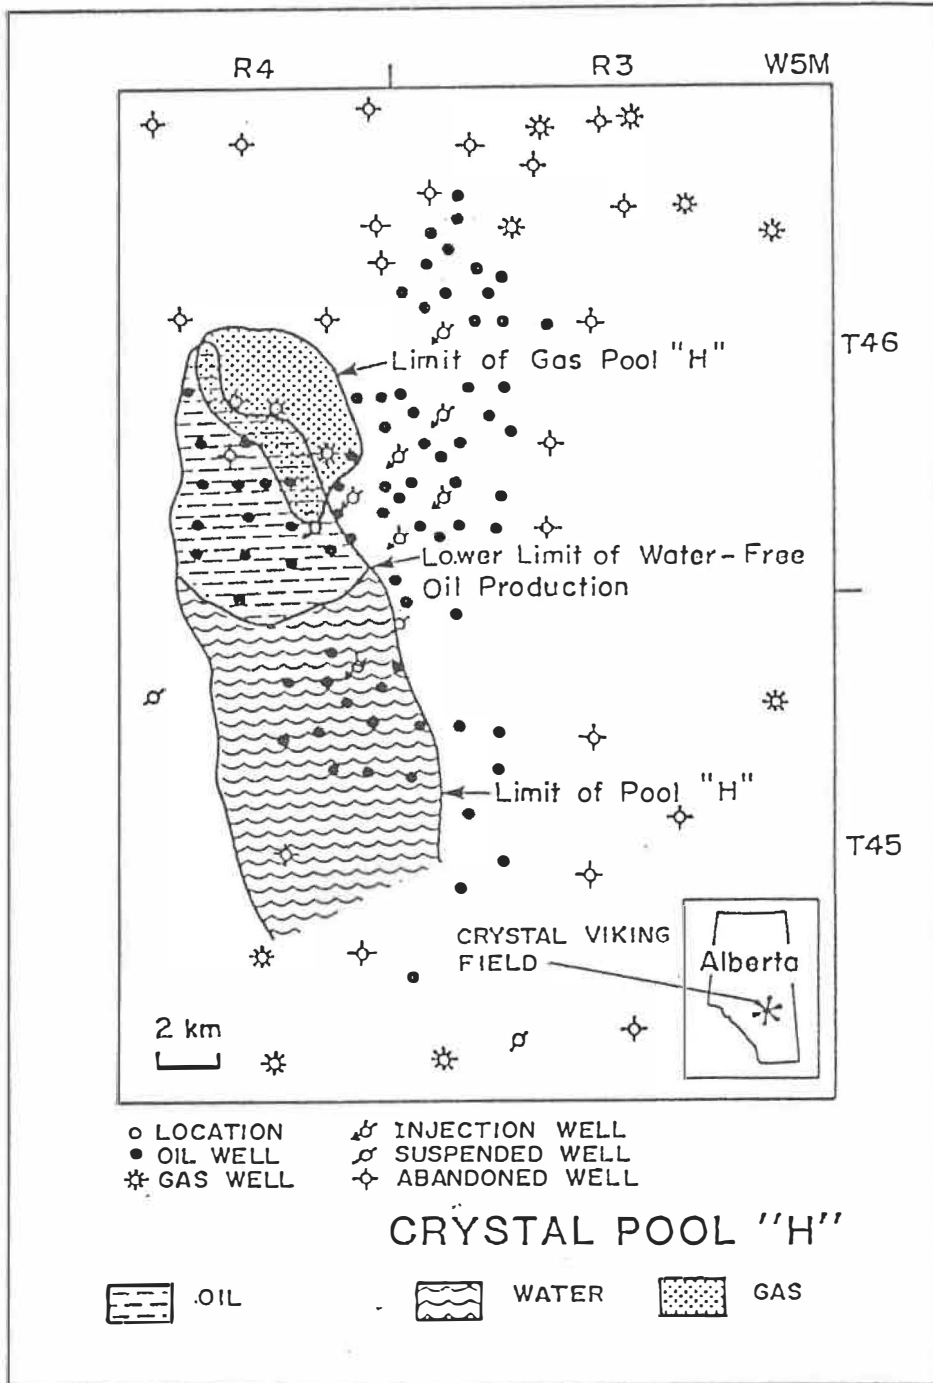 R4 R3 W5M
T46
Limit of Gas Pool "H"
Lower Limit of Water-Free
Oil Production
Limit of Pool "H"
T45
CRYSTAL VIKING
FIELD
Alberta
2 km
LOCATION
OIL WELL
GAS WELL
INJECTION WELL
SUSPENDED WELL
ABANDONED WELL
CRYSTAL POOL "H"
OIL
WATER
GAS